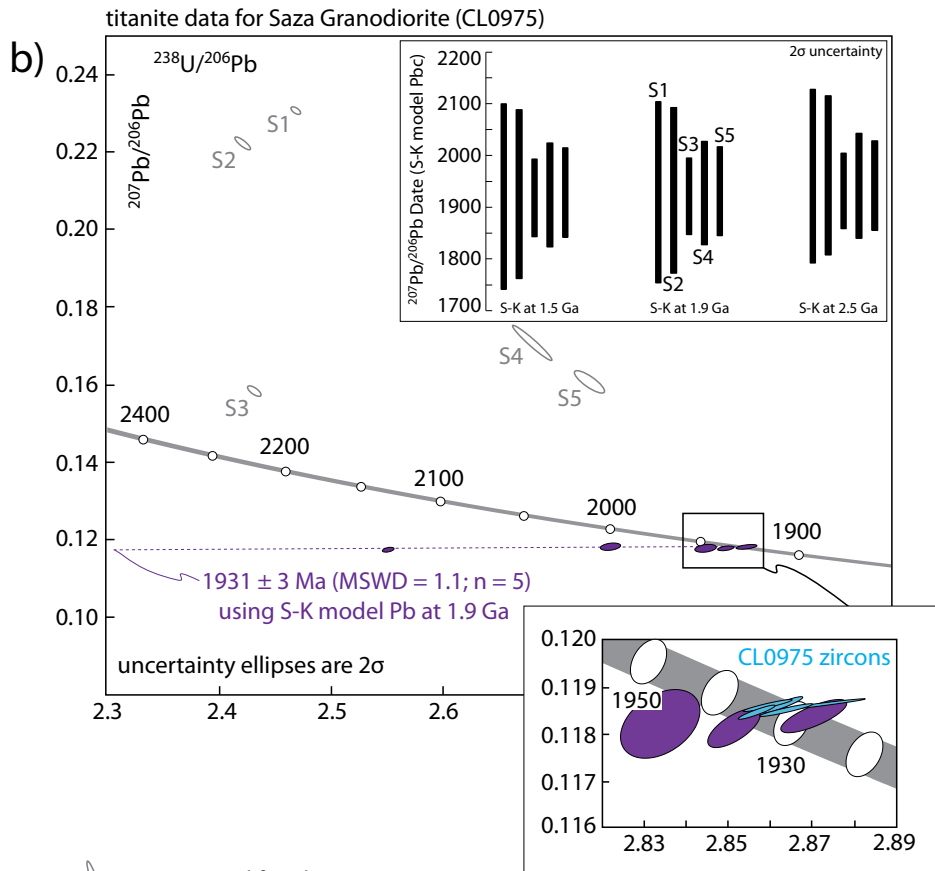 titanite data for Saza Granodiorite (CL0975)
b)
238U/206Pb
207Pb/206Pb
0.24
0.22
0.20
0.18
0.16
0.14
0.12
0.10
2.3
2.4
2.5
2.6
S1
S2
S3
S4
S5
2400
2200
2100
2000
1900
1931 ± 3 Ma (MSWD = 1.1; n = 5)
using S-K model Pb at 1.9 Ga
uncertainty ellipses are 2σ
2σ uncertainty
207Pb/206Pb Date (S-K model Pbc)
2200
2100
2000
1900
1800
1700
S1
S2
S3
S4
S5
S-K at 1.5 Ga
S-K at 1.9 Ga
S-K at 2.5 Ga
CL0975 zircons
0.120
0.119
0.118
0.117
0.116
1950
1930
2.83
2.85
2.87
2.89